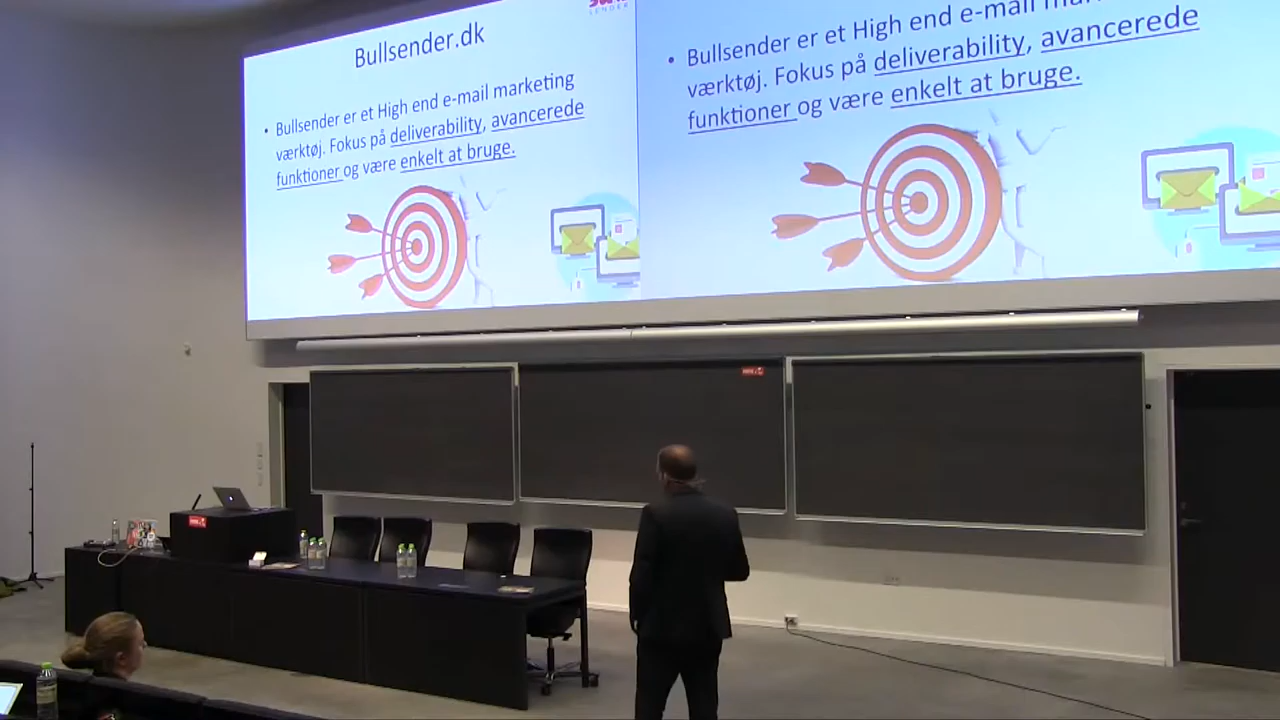 Bullsender.dk
SENDER
• Bullsender er et High end e-mail marketing
værktøj. Fokus på deliverability, avancerede
funktioner og være enkelt at bruge.
• Bullsender er et High end e-mail
værktøj. Fokus på deliverability, avancerede
funktioner og være enkelt at bruge.